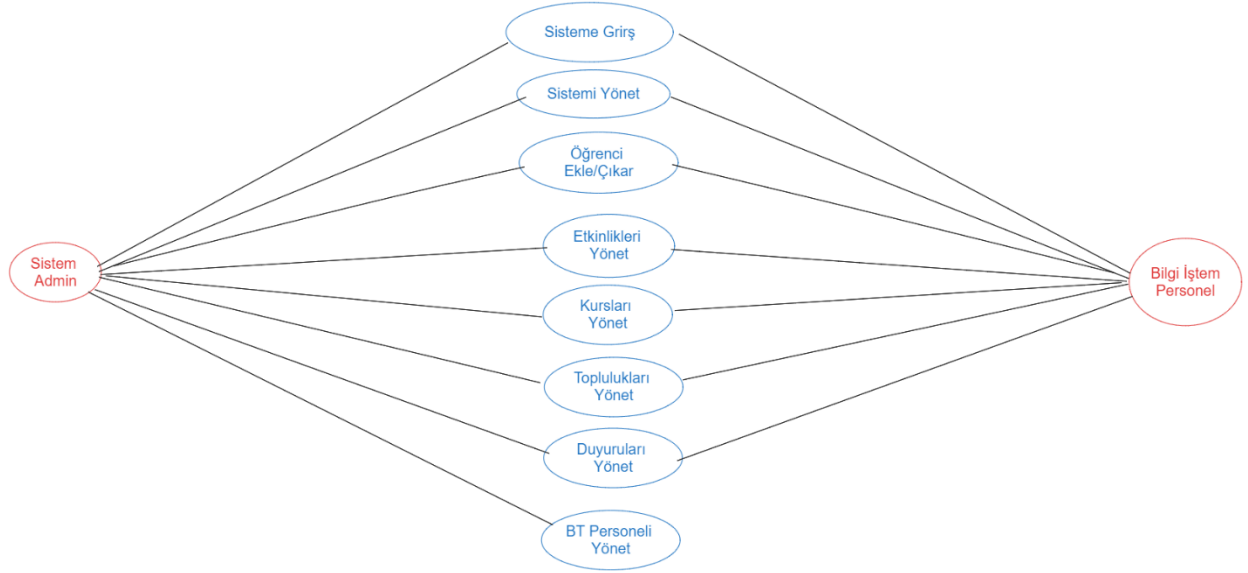 Sisteme Grirş
Sistemi Yönet
Öğrenci
Ekle/Çıkar
Etkinlikleri
Yönet
Sistem
Admin
Bilgi İştem
Personel
Kursları
Yönet
Toplulukları
Yönet
Duyuruları
Yönet
BT Personeli
Yönet